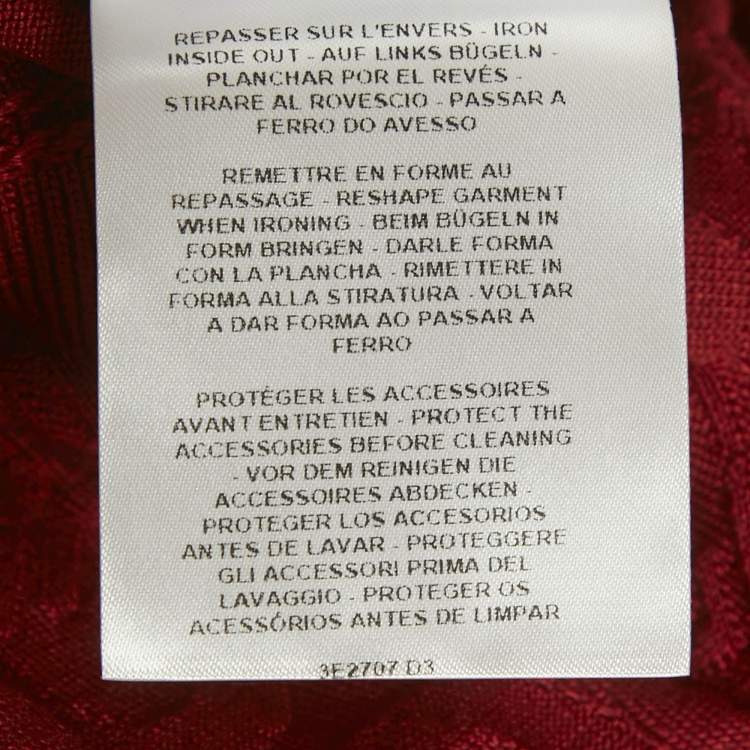 REPASSER SUR L'ENVERS - IRON
INSIDE OUT - AUF LINKS BÜGELN -
PLANCHAR POR EL REVÉS -
STIRARE AL ROVESCIO - PASSAR A
FERRO DO AVESSO
REMETTRE EN FORME AU
REPASSAGE - RESHAPE GARMENT
WHEN IRONING - BEIM BÜGELN IN
FORM BRINGEN - DARLE FORMA
CON LA PLANCHA - RIMETTERE IN
FORMA ALLA STIRATURA - VOLTAR
A DAR FORMA AO PASSAR A
FERRO
PROTÉGER LES ACCESSOIRES
AVANT ENTRETIEN - PROTECT THE
ACCESSORIES BEFORE CLEANING
- VOR DEM REINIGEN DIE
ACCESSOIRES ABDECKEN -
PROTEGER LOS ACCESORIOS
ANTES DE LAVAR - PROTEGGERE
GLI ACCESSORI PRIMA DEL
LAVAGGIO - PROTEGER OS
ACESSÓRIOS ANTES DE LIMPAR
3E2707 D3